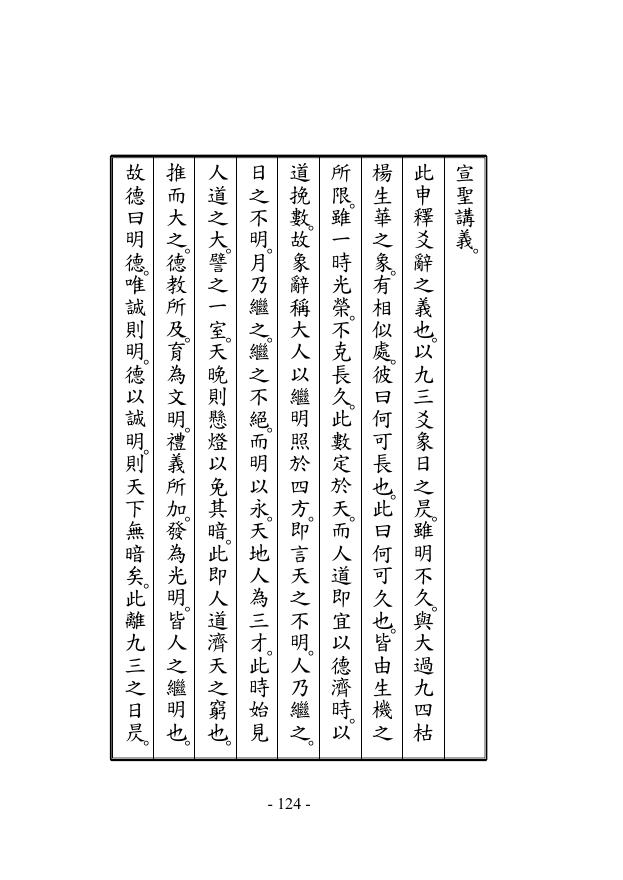 宣聖講義。
此申釋爻辭之義也。以九三爻象日之昃。雖明不久。與大過九四枯
楊生華之象。有相似處。彼曰何可長也。此曰何可久也。皆由生機之
所限。雖一時光榮。不克長久。此數定於天。而人道即宜以德濟時。以
道挽數。故象辭稱大人以繼明照於四方。即言天之不明。人乃繼之。
日之不明。月乃繼之。繼之不絕。而明以永。天地人為三才。此時始見
人道之大。譬之一室。天晚則懸燈以免其暗。此即人道濟天之窮也。
推而大之。德教所及。育為文明。禮義所加。發為光明。皆人之繼明也。
故德曰明德。唯誠則明。德以誠明。則天下無暗矣。此離九三之日昃。
- 124 -